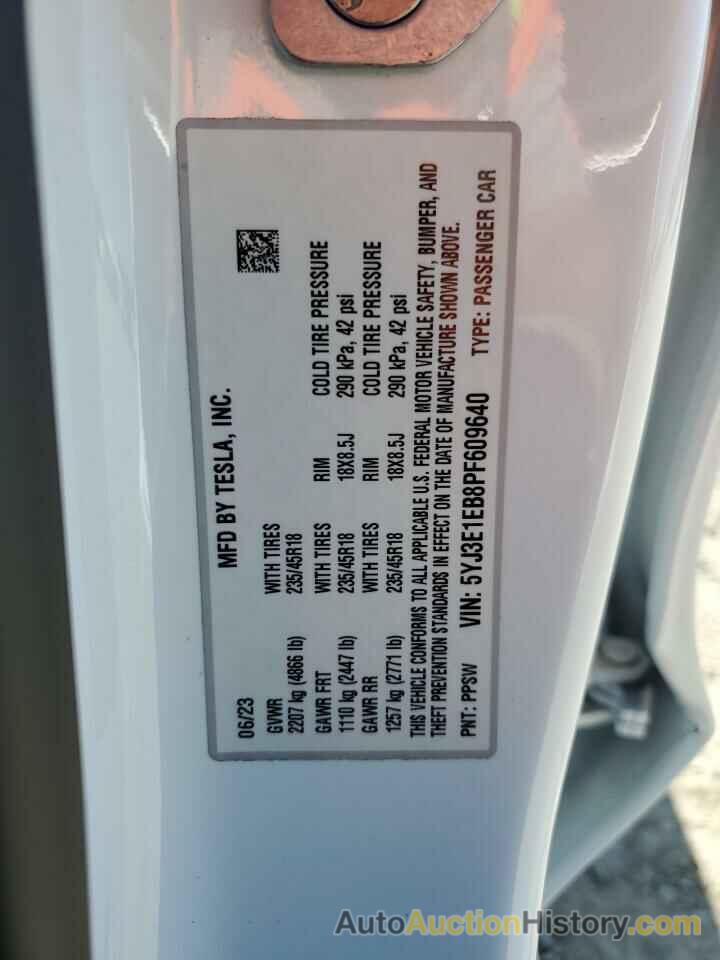 MFD BY TESLA, INC.
06/23
GVWR WITH TIRES RIM COLD TIRE PRESSURE
2207 kg (4866 lb) 235/45R18
GAWR FRT WITH TIRES RIM COLD TIRE PRESSURE
1110 kg (2447 lb) 235/45R18 18X8.5J 290 kPa, 42 psi
GAWR RR WITH TIRES RIM COLD TIRE PRESSURE
1257 kg (2771 lb) 235/45R18 18X8.5J 290 kPa, 42 psi
THIS VEHICLE CONFORMS TO ALL APPLICABLE U.S. FEDERAL MOTOR VEHICLE SAFETY, BUMPER, AND
THEFT PREVENTION STANDARDS IN EFFECT ON THE DATE OF MANUFACTURE SHOWN ABOVE.
PNT: PPSW VIN: 5YJ3E1EB8PF609640 TYPE: PASSENGER CAR
AutoAuctionHistory.com